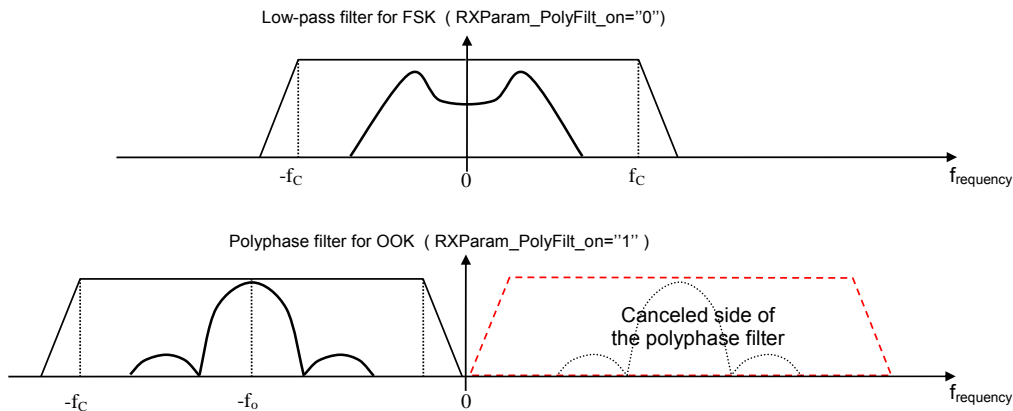 Low-pass filter for FSK ( RXParam_PolyFilt_on=''0'')
-fC
0
fC
frequency
Polyphase filter for OOK ( RXParam_PolyFilt_on=''1'' )
Canceled side of
the polyphase filter
-fC
-fo
0
frequency